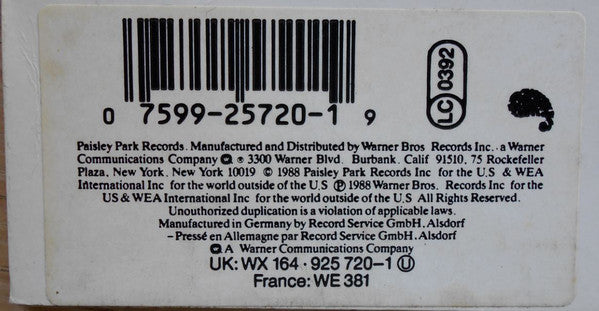 0 7599-25720-1 9
LC 0392
Paisley Park Records. Manufactured and Distributed by Warner Bros Records Inc. · a Warner
Communications Company ® 3300 Warner Blvd. Burbank. Calif 91510. 75 Rockefeller
Plaza, New York, New York 10019 © 1988 Paisley Park Records Inc for the U.S & WEA
International Inc for the world outside of the U.S ℗ 1988 Warner Bros. Records Inc for the
US & WEA International Inc for the world outside of the U.S All Rights Reserved.
Unouthorized duplication is a violation of applicable laws.
Manufactured in Germany by Record Service GmbH, Alsdorf
– Pressé en Allemagne par Record Service GmbH. Alsdorf
A Warner Communications Company
UK: WX 164 · 925 720-1 Ⓤ
France: WE 381